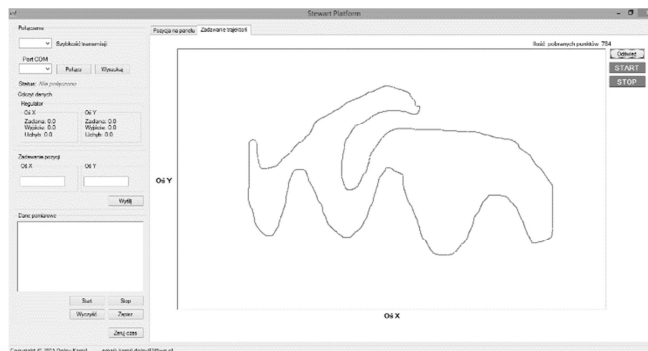 Stewart Platform
Połączenie
Szybkość transmisji
Port COM
Połącz
Wyszukaj
Status: Nie połączono
Odczyt danych
Regulator
Oś X
Oś Y
Zadana: 0.0
Zadana: 0.0
Wyjście: 0.0
Wyjście: 0.0
Uchyb: 0.0
Uchyb: 0.0
Zadawanie pozycji
Oś X
Oś Y
Wyślij
Dane pomiarowe
Start
Stop
Wyczyść
Zapisz
Zeruj czas
Pozycja na panelu
Zadawanie trajektorii
Ilość pobranych punktów 784
Odśwież
START
STOP
Oś Y
Oś X
Copyright © 2015